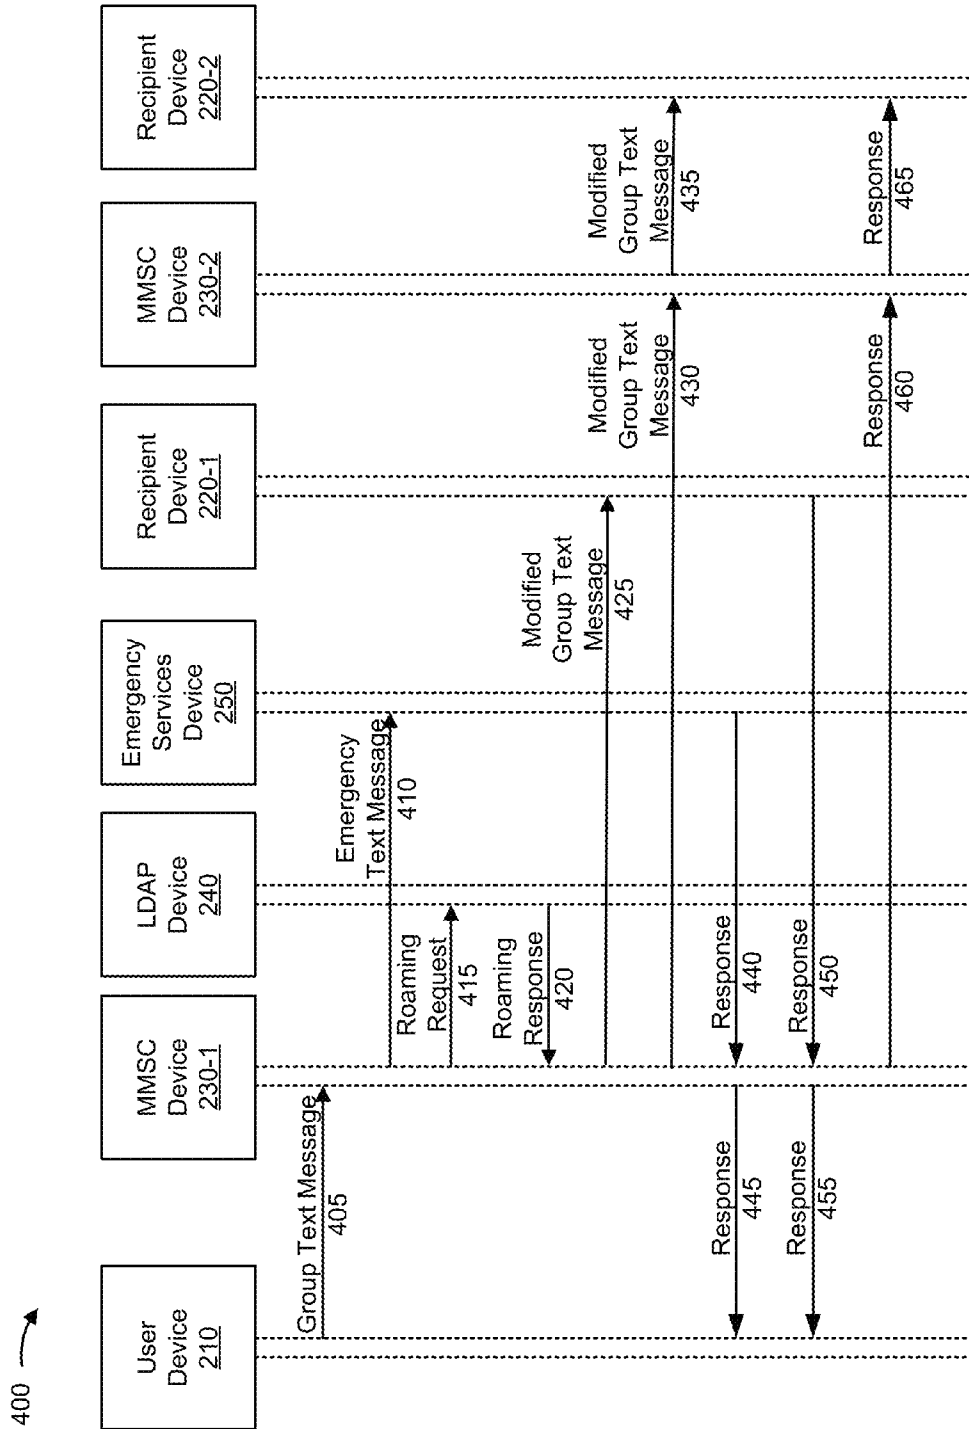 400
User
Device
210
MMSC
Device
230-1
LDAP
Device
240
Emergency
Services
Device
250
Recipient
Device
220-1
MMSC
Device
230-2
Recipient
Device
220-2
Group Text Message
405
Emergency
Text Message
410
Roaming
Request
415
Roaming
Response
420
Modified
Group Text
Message
425
Modified
Group Text
Message
430
Modified
Group Text
Message
435
Response
440
Response
445
Response
450
Response
455
Response
460
Response
465